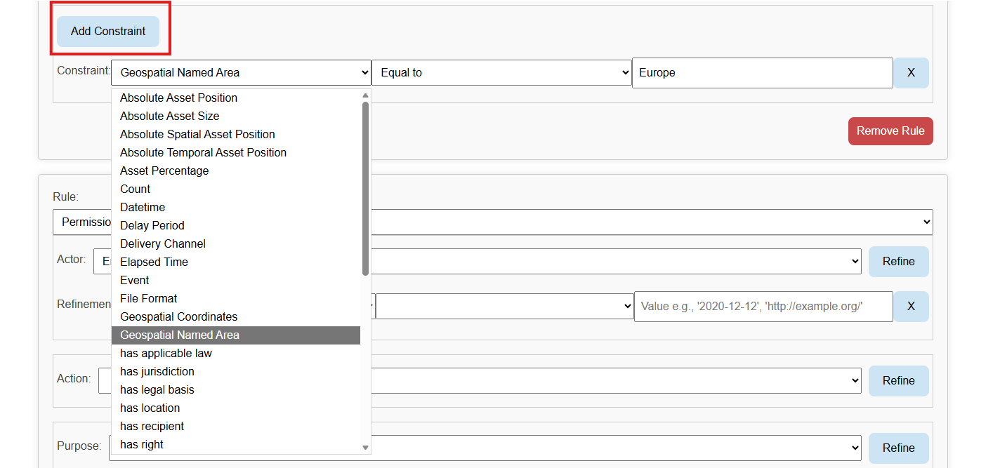 Add Constraint
Constraint: Geospatial Named Area Equal to Europe X
Absolute Asset Position
Absolute Asset Size
Absolute Spatial Asset Position
Remove Rule
Absolute Temporal Asset Position
Asset Percentage
Count
Rule:
Datetime
Permissio
Delay Period
Delivery Channel
Actor: E Refine
Elapsed Time
Event
File Format
Refinemen Value e.g., '2020-12-12', 'http://example.org/' X
Geospatial Coordinates
Geospatial Named Area
has applicable law
has jurisdiction
Action: Refine
has legal basis
has location
has recipient
has right
Purpose: Refine